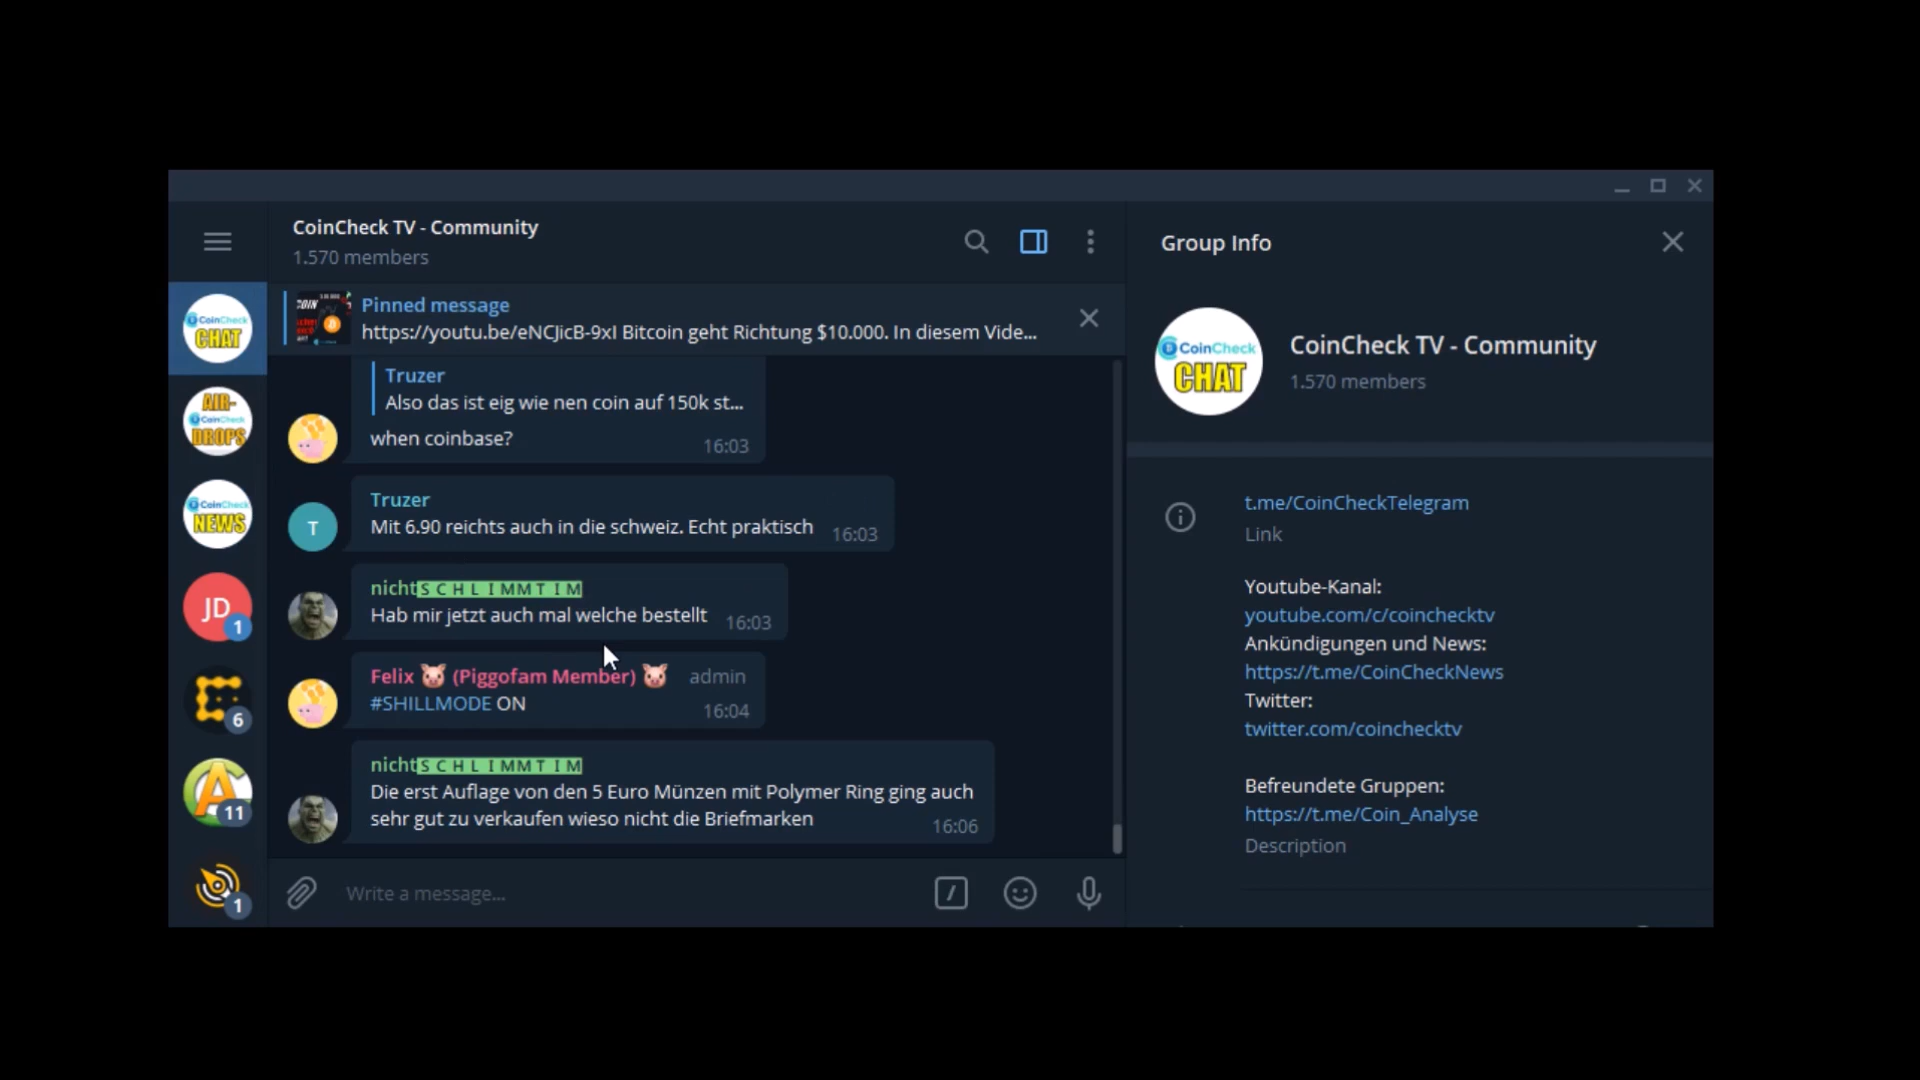 CoinCheck TV - Community
1.570 members
Pinned message
https://youtu.be/eNCJicB-9xI Bitcoin geht Richtung $10.000. In diesem Vide...
Truzer
Also das ist eig wie nen coin auf 150k st...
when coinbase?
16:03
Truzer
Mit 6.90 reichts auch in die schweiz. Echt praktisch
16:03
nichtSCHLIMMTIM
Hab mir jetzt auch mal welche bestellt
16:03
Felix 🐷 (Piggofam Member) 🐷 admin
#SHILLMODE ON
16:04
nichtSCHLIMMTIM
Die erst Auflage von den 5 Euro Münzen mit Polymer Ring ging auch
sehr gut zu verkaufen wieso nicht die Briefmarken
16:06
Write a message...
CoinCheck
CHAT
AIR-
CoinCheck
DROPS
CoinCheck
NEWS
JD
1
6
A
11
1
T
Group Info
CoinCheck
CHAT
CoinCheck TV - Community
1.570 members
t.me/CoinCheckTelegram
Link
Youtube-Kanal:
youtube.com/c/coinchecktv
Ankündigungen und News:
https://t.me/CoinCheckNews
Twitter:
twitter.com/coinchecktv
Befreundete Gruppen:
https://t.me/Coin_Analyse
Description